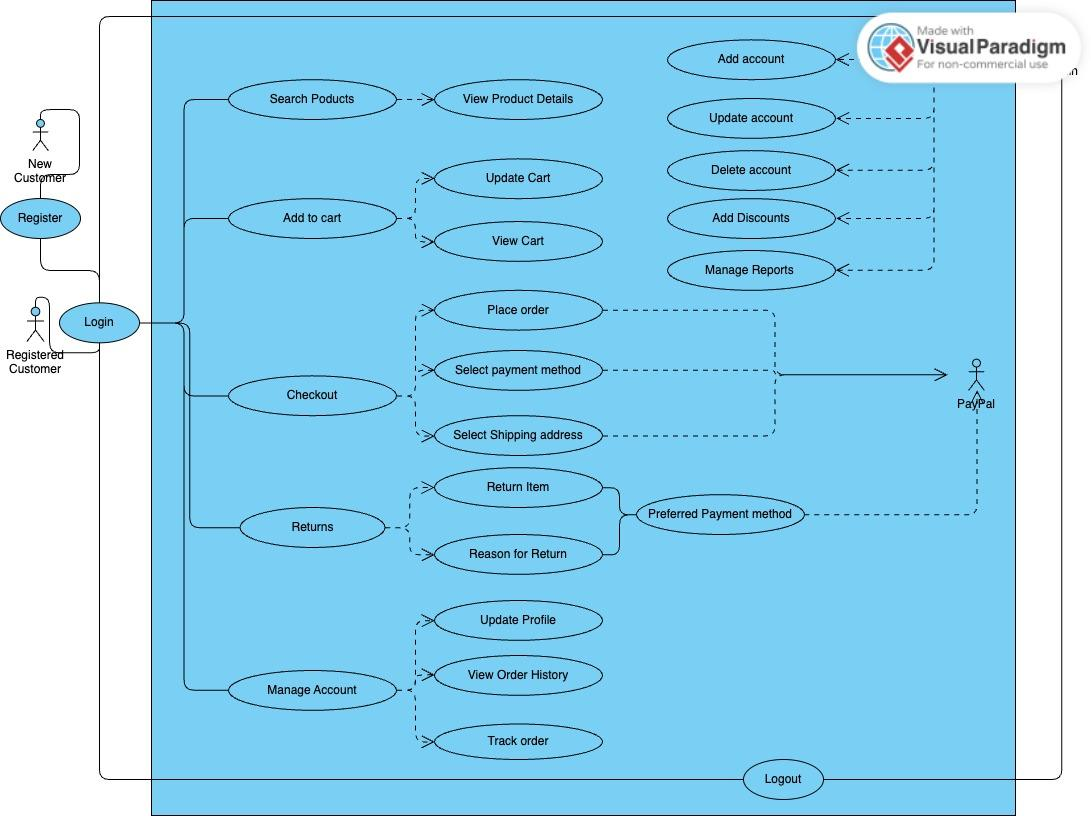 Made with
Visual Paradigm
For non-commercial use
Add account
Search Poducts
View Product Details
Update account
New
Customer
Update Cart
Delete account
Register
Add to cart
View Cart
Add Discounts
Manage Reports
Place order
Login
Registered
Customer
Select payment method
Checkout
PayPal
Select Shipping address
Return Item
Preferred Payment method
Returns
Reason for Return
Update Profile
View Order History
Manage Account
Track order
Logout